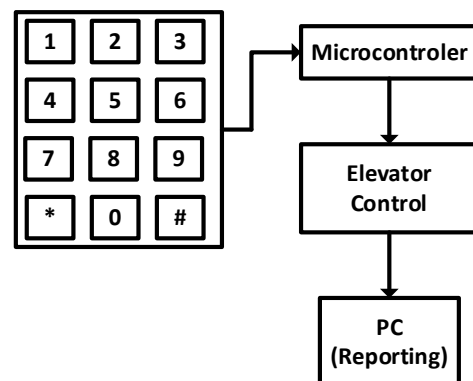 1 2 3
4 5 6
7 8 9
* 0 #
Microcontroler
Elevator
Control
PC
(Reporting)